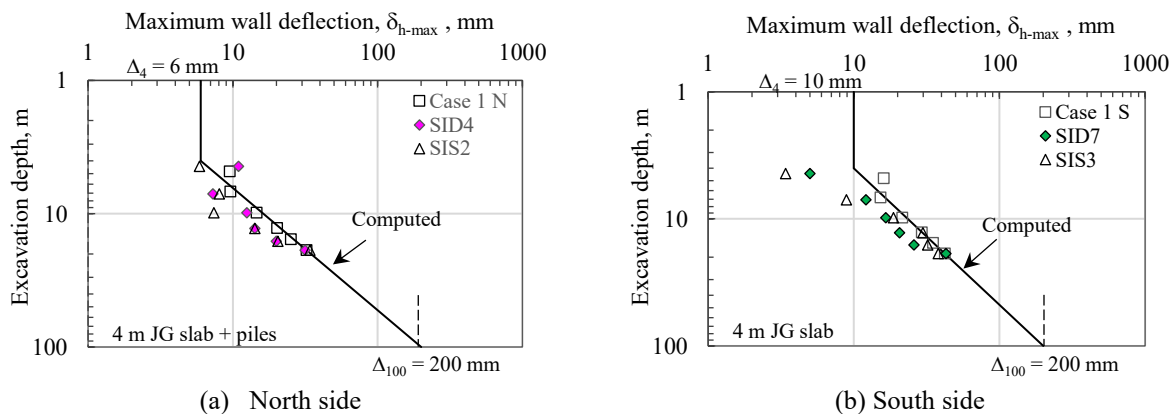 Maximum wall deflection, δh-max , mm
1 10 100 1000
Δ4 = 6 mm
1
10
100
Excavation depth, m
Case 1 N
SID4
SIS2
Computed
4 m JG slab + piles
Δ100 = 200 mm
(a) North side
Maximum wall deflection, δh-max , mm
1 10 100 1000
Δ4 = 10 mm
1
10
100
Excavation depth, m
Case 1 S
SID7
SIS3
Computed
4 m JG slab
Δ100 = 200 mm
(b) South side